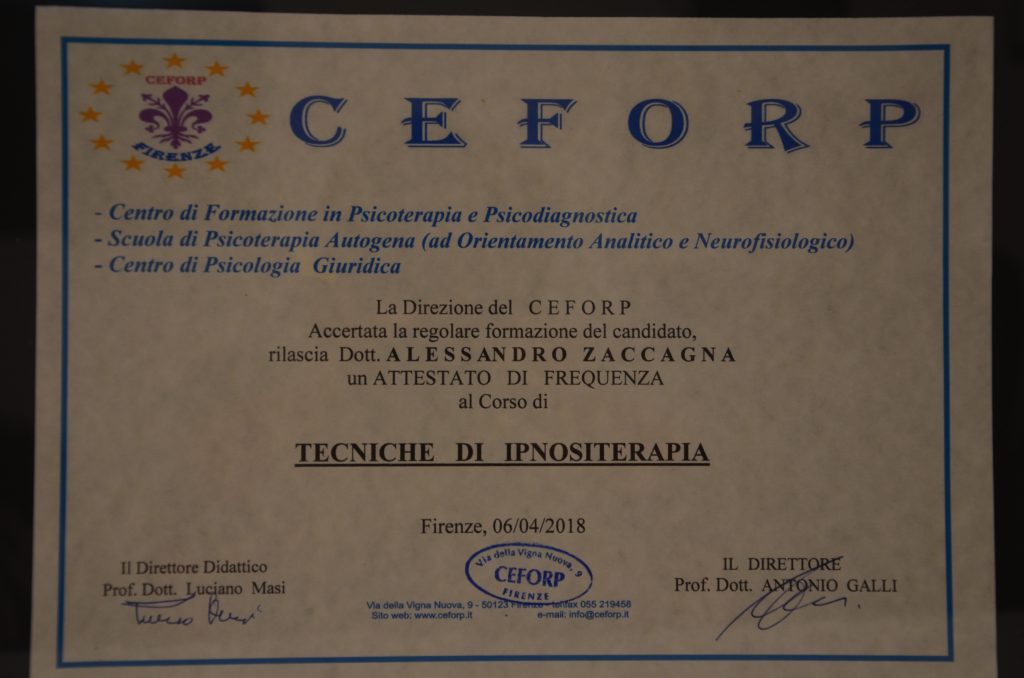 CEFORP
FIRENZE
CEFORP
- Centro di Formazione in Psicoterapia e Psicodiagnostica
- Scuola di Psicoterapia Autogena (ad Orientamento Analitico e Neurofisiologico)
- Centro di Psicologia Giuridica
La Direzione del CEFORP
Accertata la regolare formazione del candidato,
rilascia Dott. ALESSANDRO ZACCAGNA
un ATTESTATO DI FREQUENZA
al Corso di
TECNICHE DI IPNOSITERAPIA
Firenze, 06/04/2018
Il Direttore Didattico
Prof. Dott. Luciano Masi
Via della Vigna Nuova, 9
CEFORP
FIRENZE
IL DIRETTORE
Prof. Dott. ANTONIO GALLI
Via della Vigna Nuova, 9 - 50123 Firenze - telfax 055 219458
Sito web: www.ceforp.it - e-mail: info@ceforp.it